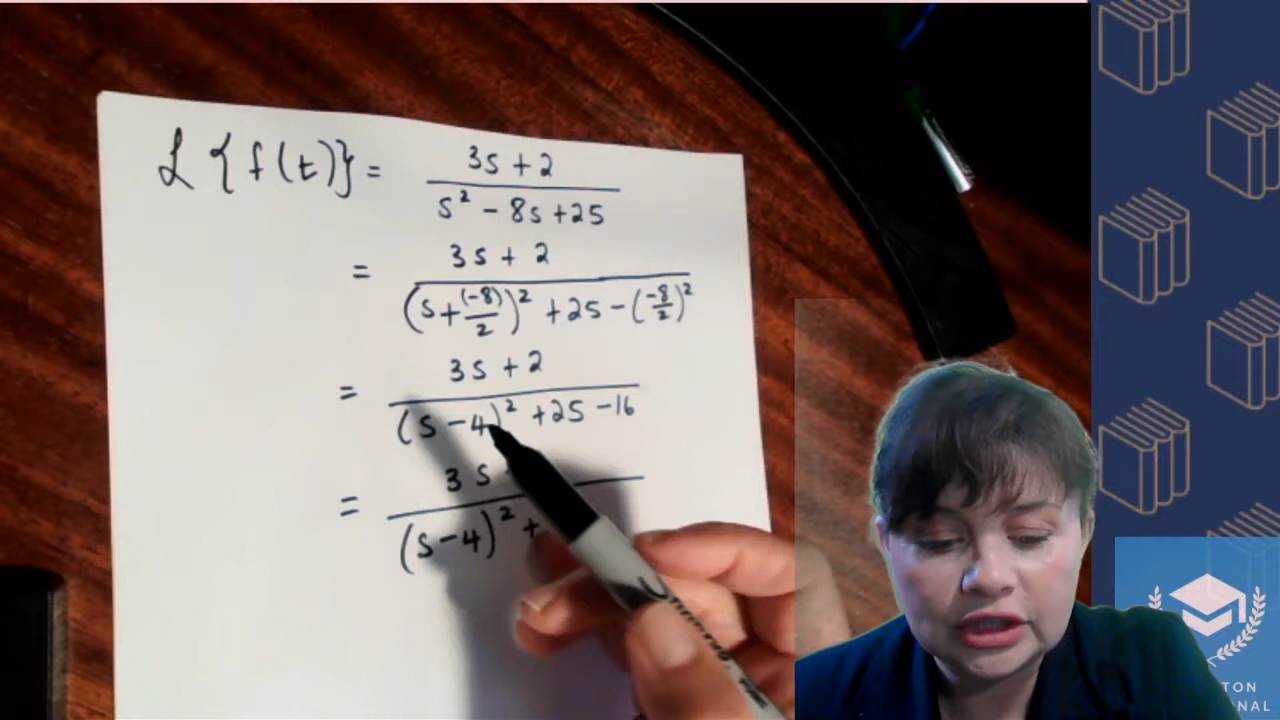 ℒ {f(t)} = (3s + 2) / (s² - 8s + 25)
= (3s + 2) / ((s + (-8)/2)² + 25 - (-8/2)²)
= (3s + 2) / ((s - 4)² + 25 - 16)
= 3s / ((s - 4)² +